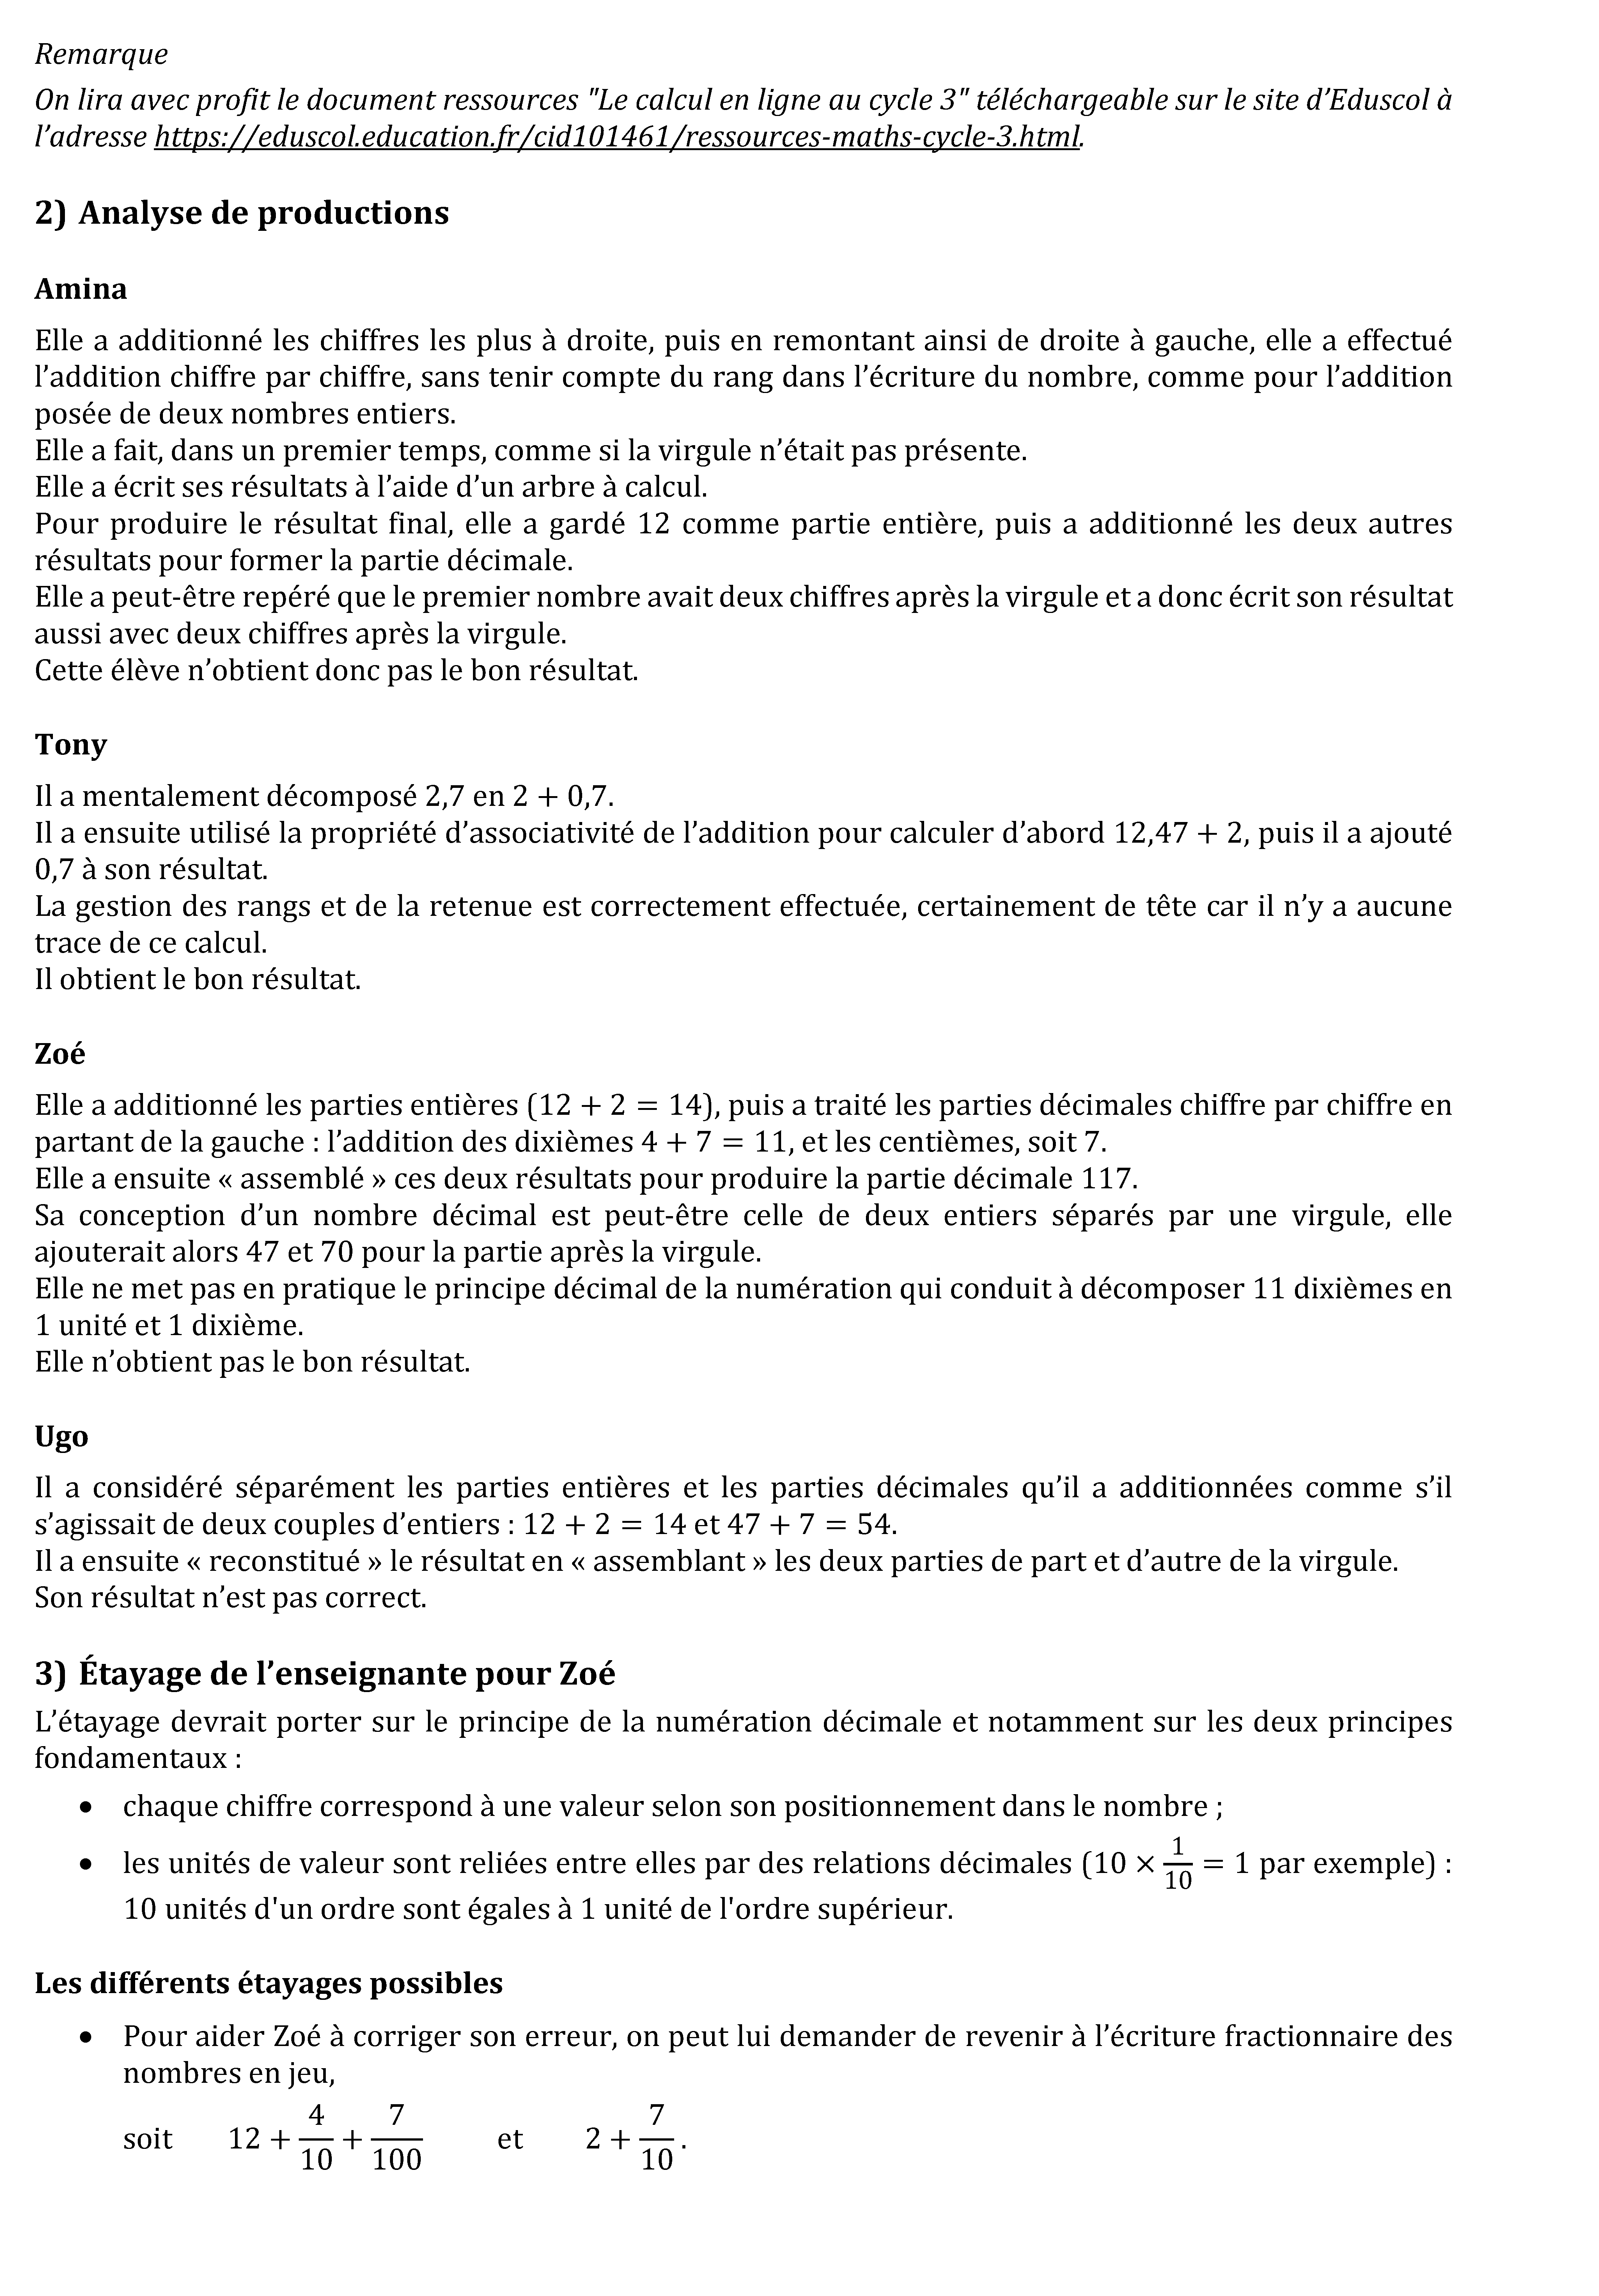 Remarque
On lira avec profit le document ressources "Le calcul en ligne au cycle 3" téléchargeable sur le site d’Eduscol à
l’adresse https://eduscol.education.fr/cid101461/ressources-maths-cycle-3.html.
2) Analyse de productions
Amina
Elle a additionné les chiffres les plus à droite, puis en remontant ainsi de droite à gauche, elle a effectué
l’addition chiffre par chiffre, sans tenir compte du rang dans l’écriture du nombre, comme pour l’addition
posée de deux nombres entiers.
Elle a fait, dans un premier temps, comme si la virgule n’était pas présente.
Elle a écrit ses résultats à l’aide d’un arbre à calcul.
Pour produire le résultat final, elle a gardé 12 comme partie entière, puis a additionné les deux autres
résultats pour former la partie décimale.
Elle a peut-être repéré que le premier nombre avait deux chiffres après la virgule et a donc écrit son résultat
aussi avec deux chiffres après la virgule.
Cette élève n’obtient donc pas le bon résultat.
Tony
Il a mentalement décomposé 2,7 en 2 + 0,7.
Il a ensuite utilisé la propriété d’associativité de l’addition pour calculer d’abord 12,47 + 2, puis il a ajouté
0,7 à son résultat.
La gestion des rangs et de la retenue est correctement effectuée, certainement de tête car il n’y a aucune
trace de ce calcul.
Il obtient le bon résultat.
Zoé
Elle a additionné les parties entières (12 + 2 = 14), puis a traité les parties décimales chiffre par chiffre en
partant de la gauche : l’addition des dixièmes 4 + 7 = 11, et les centièmes, soit 7.
Elle a ensuite « assemblé » ces deux résultats pour produire la partie décimale 117.
Sa conception d’un nombre décimal est peut-être celle de deux entiers séparés par une virgule, elle
ajouterait alors 47 et 70 pour la partie après la virgule.
Elle ne met pas en pratique le principe décimal de la numération qui conduit à décomposer 11 dixièmes en
1 unité et 1 dixième.
Elle n’obtient pas le bon résultat.
Ugo
Il a considéré séparément les parties entières et les parties décimales qu’il a additionnées comme s’il
s’agissait de deux couples d’entiers : 12 + 2 = 14 et 47 + 7 = 54.
Il a ensuite « reconstitué » le résultat en « assemblant » les deux parties de part et d’autre de la virgule.
Son résultat n’est pas correct.
3) Étayage de l’enseignante pour Zoé
L’étayage devrait porter sur le principe de la numération décimale et notamment sur les deux principes
fondamentaux :
• chaque chiffre correspond à une valeur selon son positionnement dans le nombre ;
• les unités de valeur sont reliées entre elles par des relations décimales (10 × 1/10 = 1 par exemple) :
10 unités d'un ordre sont égales à 1 unité de l'ordre supérieur.
Les différents étayages possibles
• Pour aider Zoé à corriger son erreur, on peut lui demander de revenir à l’écriture fractionnaire des
nombres en jeu,
soit 12 + 4/10 + 7/100 et 2 + 7/10 .